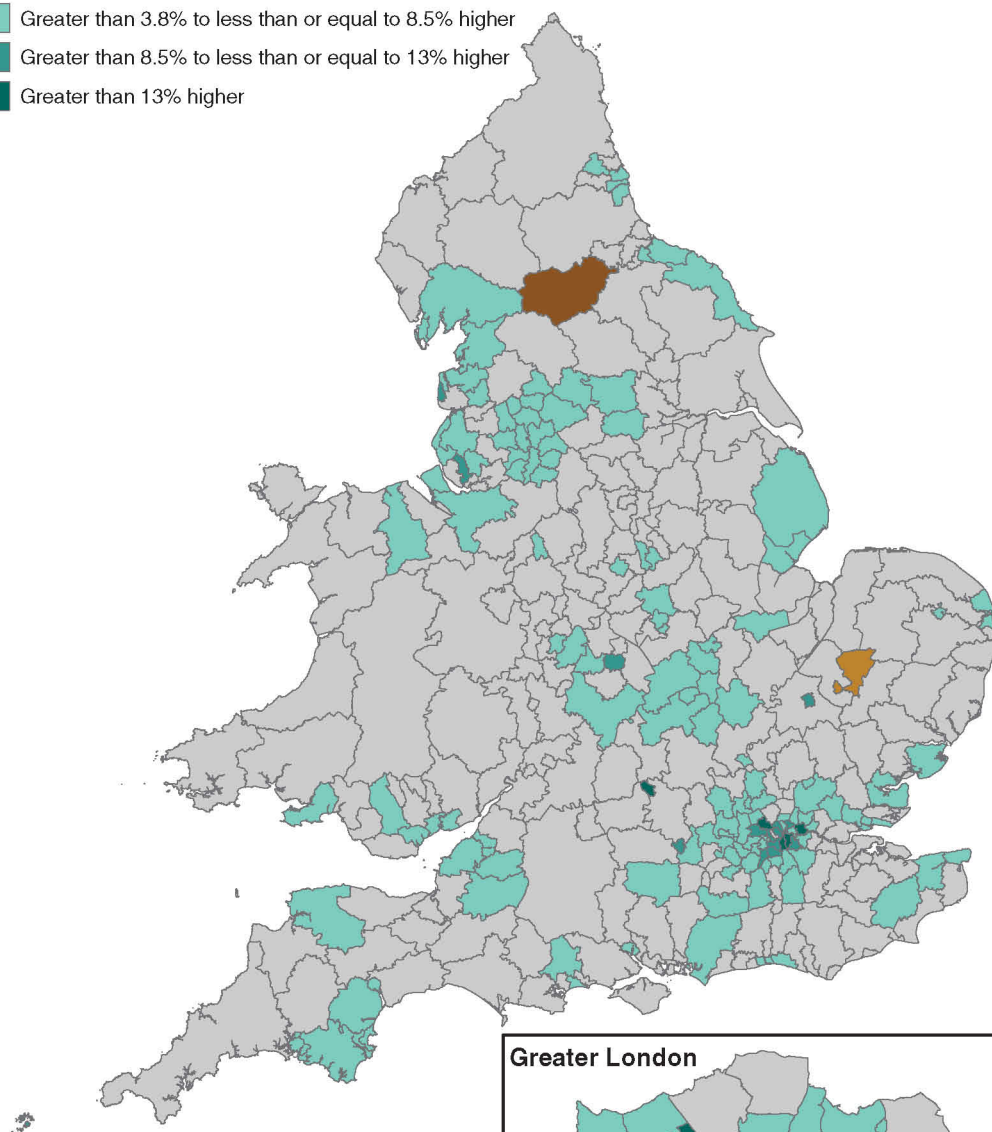 Greater than 3.8% to less than or equal to 8.5% higher
Greater than 8.5% to less than or equal to 13% higher
Greater than 13% higher
Greater London